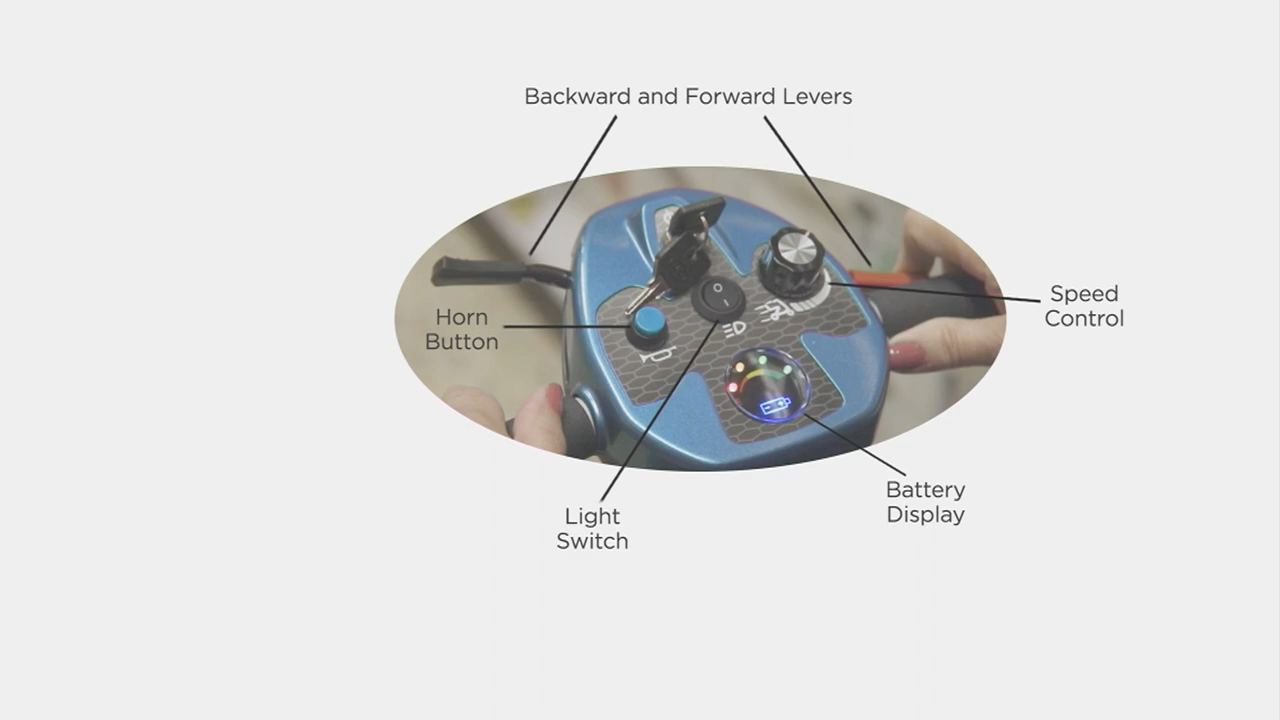 Backward and Forward Levers
Speed
Control
Horn
Button
Battery
Display
Light
Switch